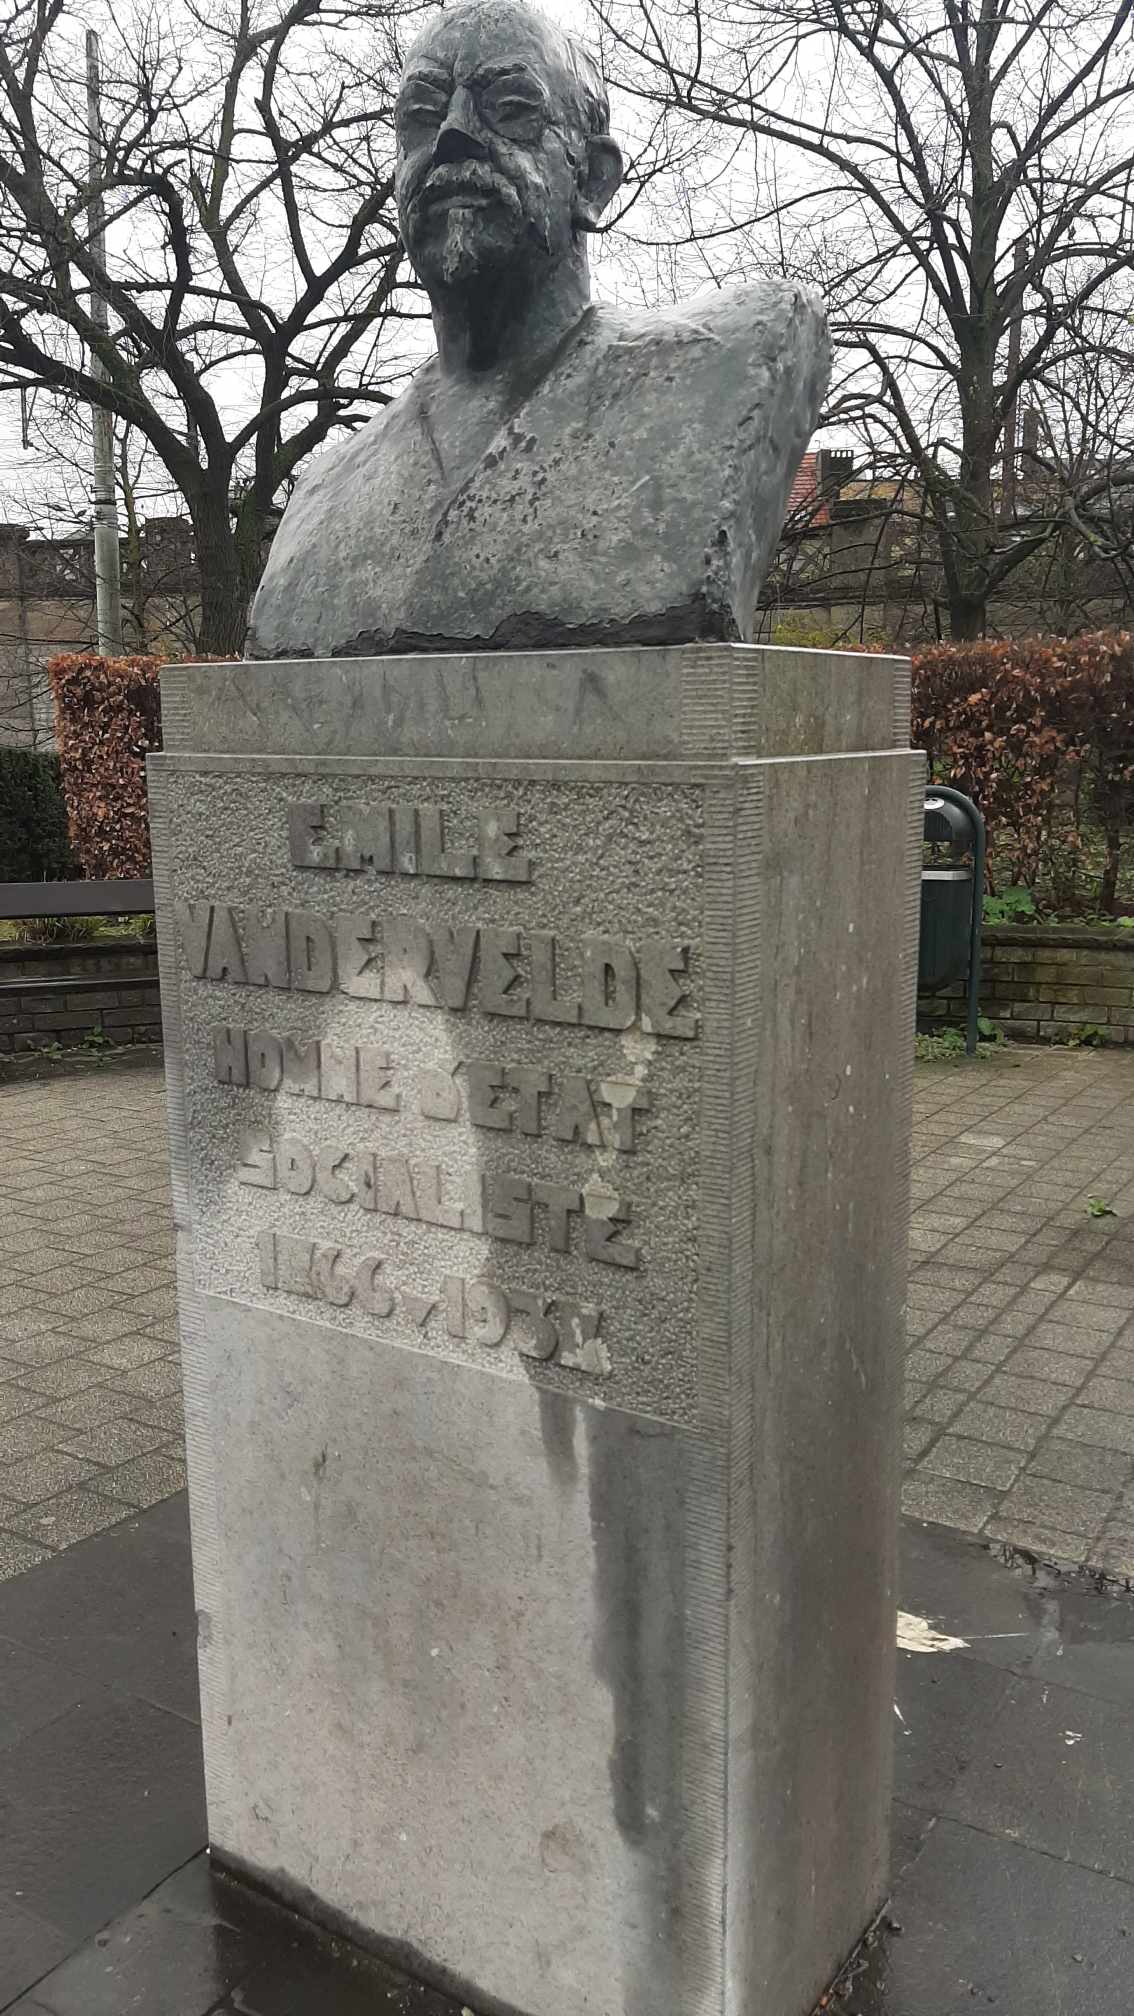 EMILE
VANDERVELDE
HOMME D'ETAT
SOCIALISTE
1866-1938